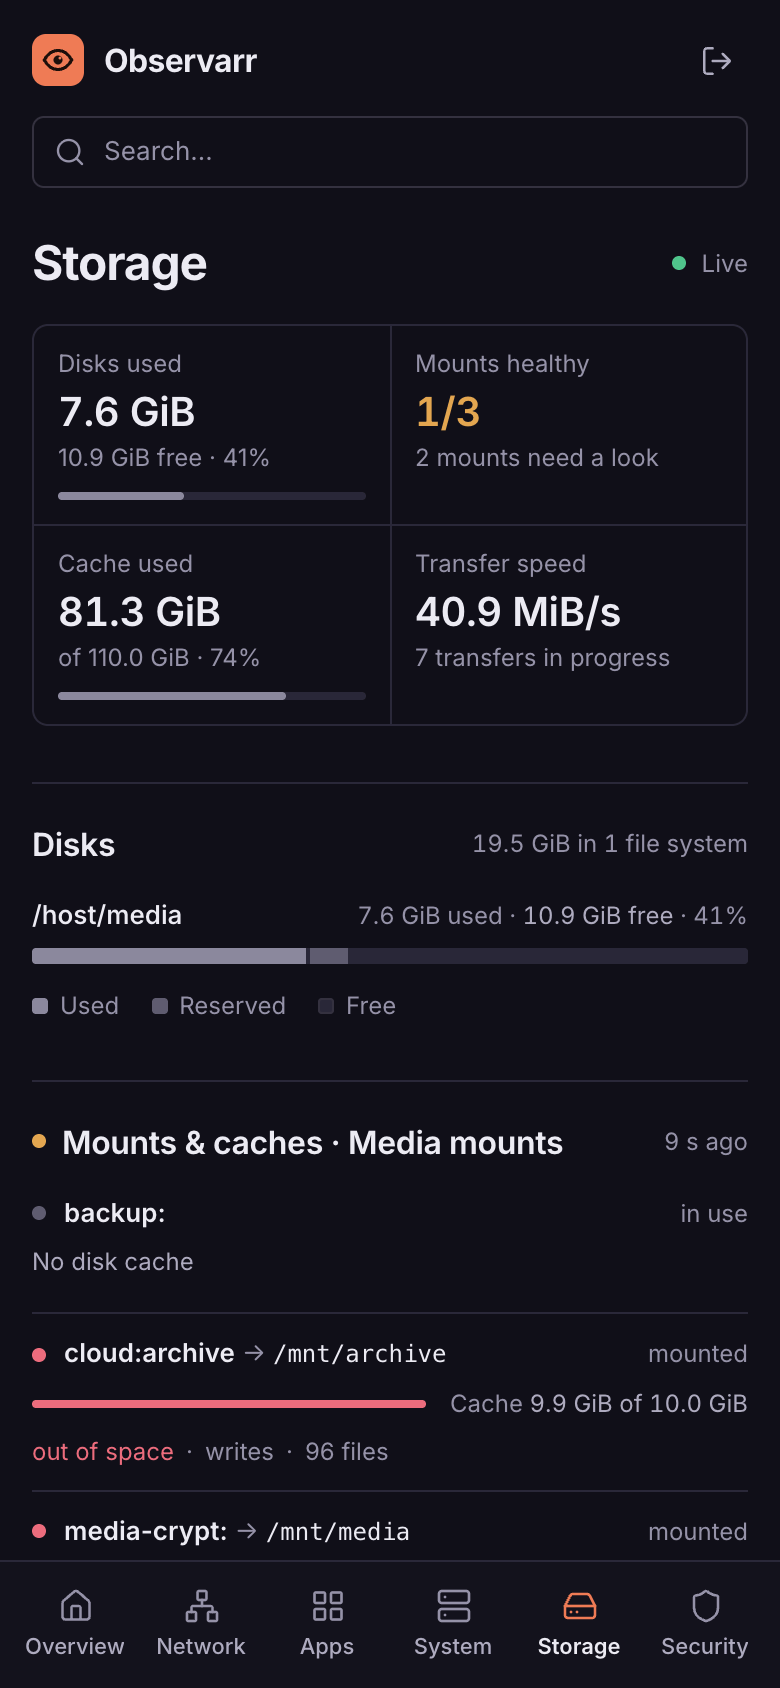 Observarr
Search...
Storage
Live
Disks used
7.6 GiB
10.9 GiB free · 41%
Mounts healthy
1/3
2 mounts need a look
Cache used
81.3 GiB
of 110.0 GiB · 74%
Transfer speed
40.9 MiB/s
7 transfers in progress
Disks
19.5 GiB in 1 file system
/host/media
7.6 GiB used · 10.9 GiB free · 41%
Used
Reserved
Free
Mounts & caches · Media mounts
9 s ago
backup:
in use
No disk cache
cloud:archive → /mnt/archive
mounted
Cache 9.9 GiB of 10.0 GiB
out of space · writes · 96 files
media-crypt: → /mnt/media
mounted
Overview
Network
Apps
System
Storage
Security